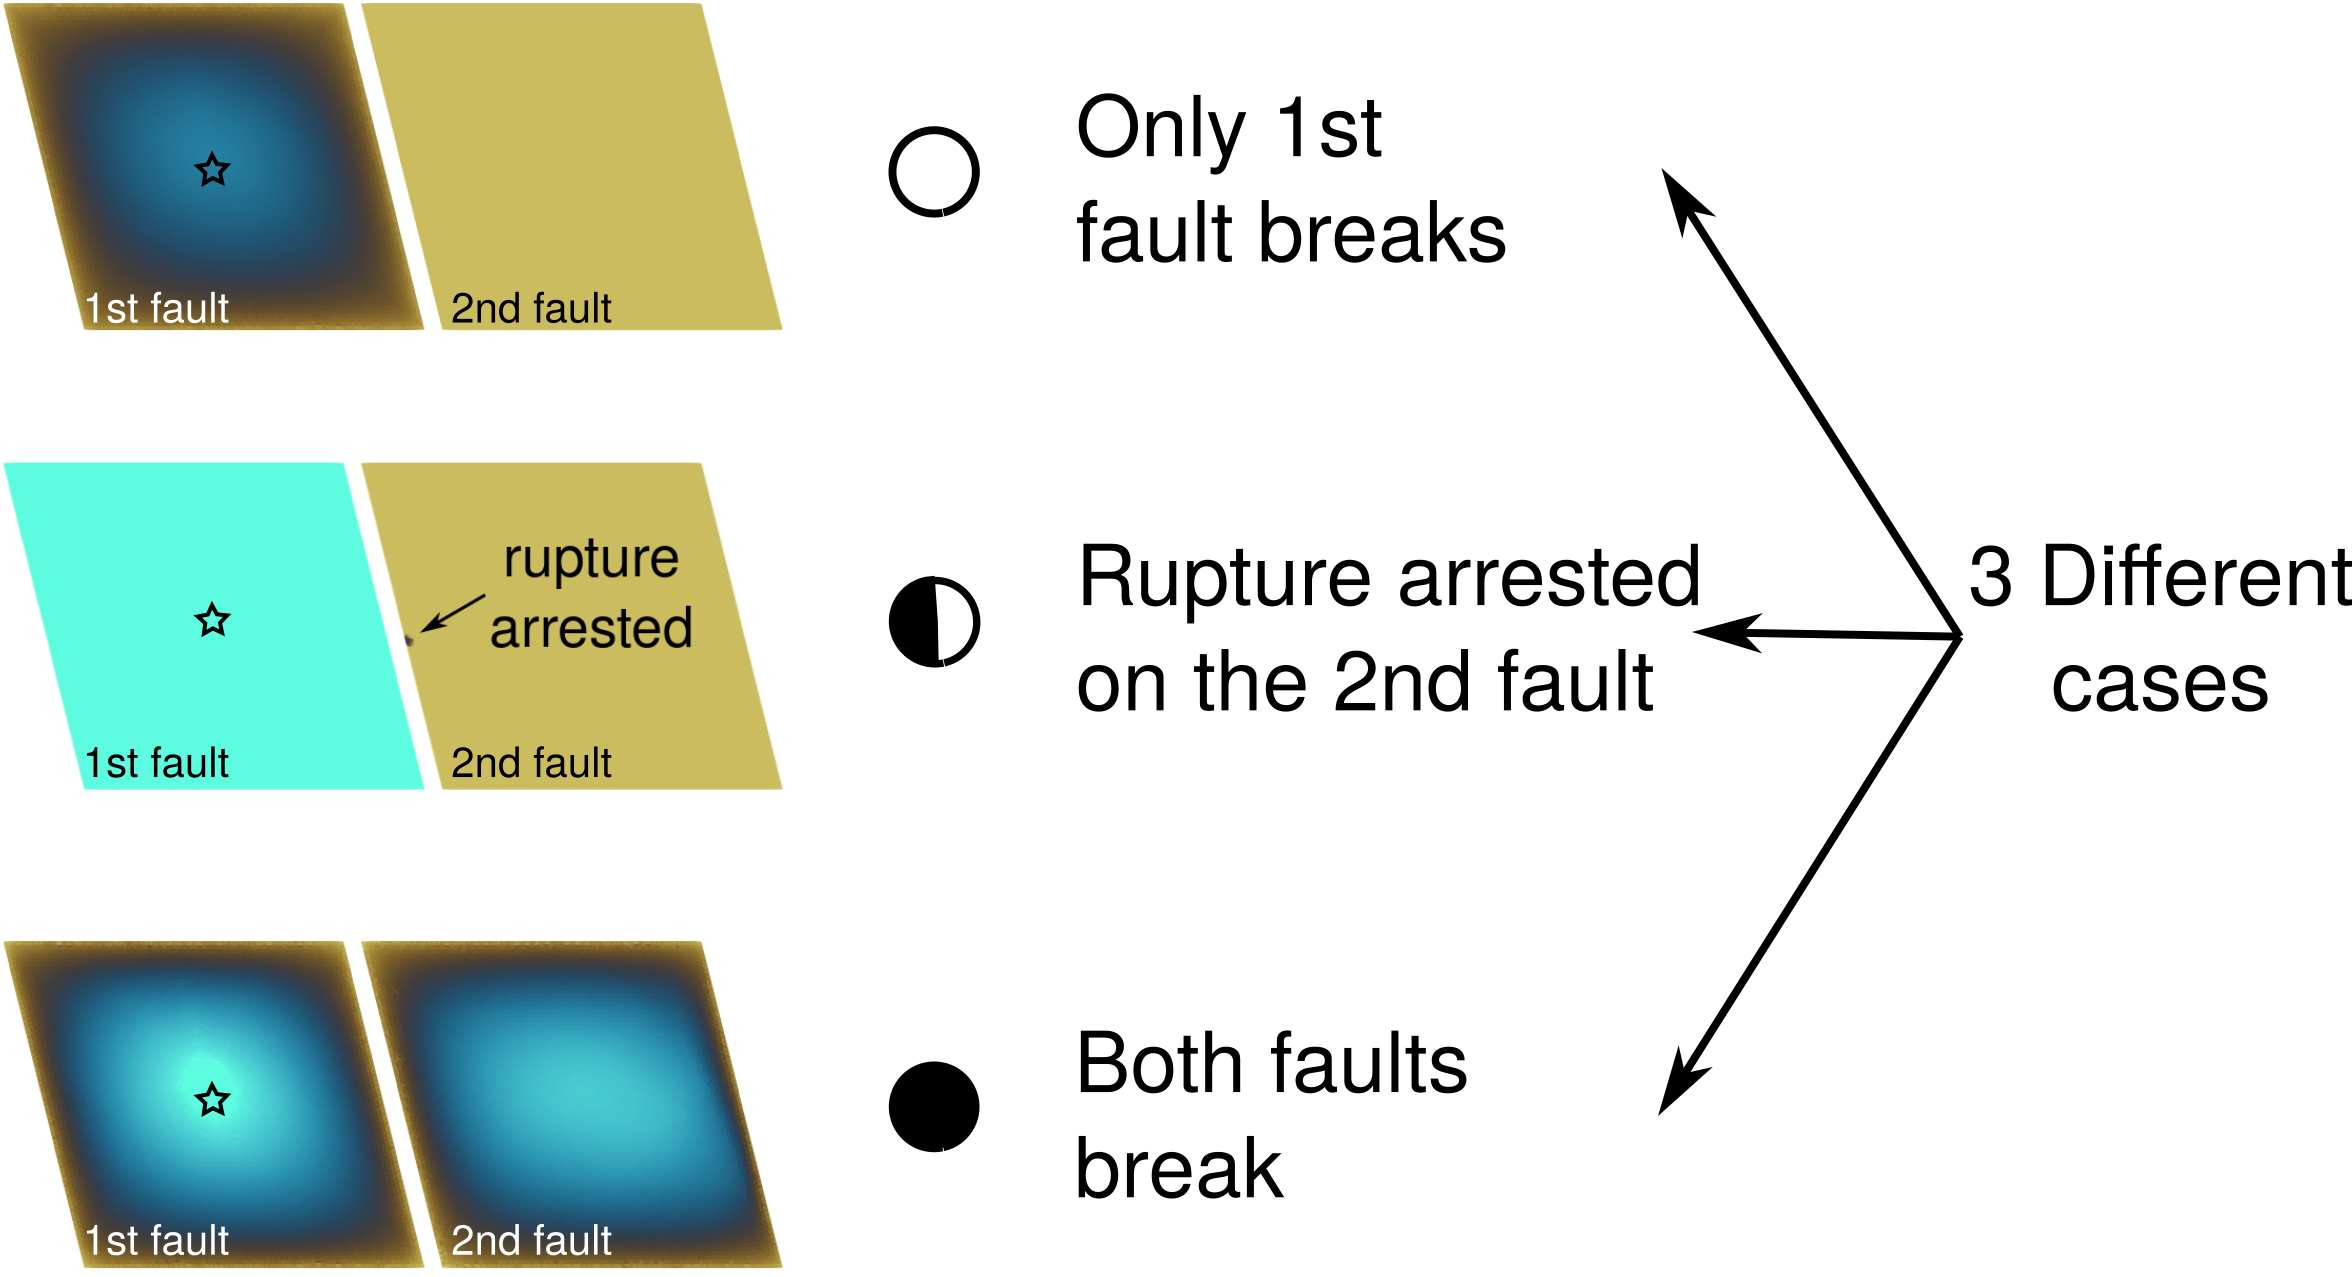 Only 1st
fault breaks
1st fault
2nd fault
rupture
arrested
1st fault
2nd fault
Rupture arrested
on the 2nd fault
3 Different
cases
Both faults
break
1st fault
2nd fault